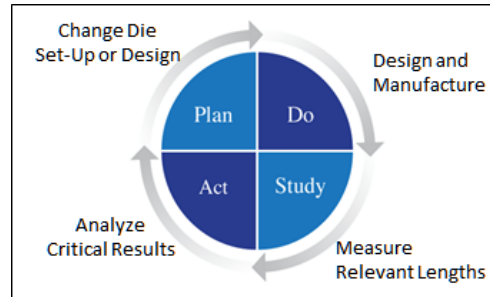 Change Die
Set-Up or Design
Design and
Manufacture
Plan
Do
Act
Study
Analyze
Critical Results
Measure
Relevant Lengths